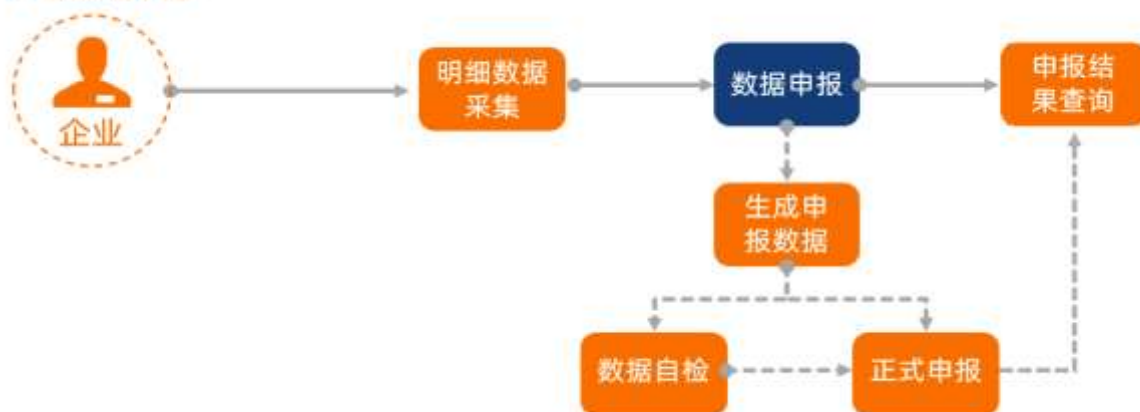 企业
明细数据
采集
数据申报
申报结
果查询
生成申
报数据
数据自检
正式申报